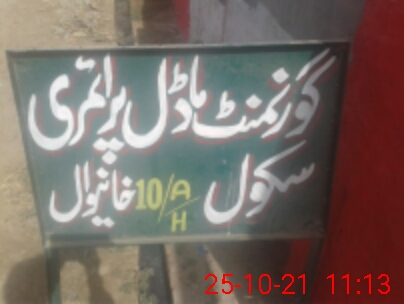 گورنمنٹ ماڈل پرائمری
سکول 10/A/H خانیوال
25-10-21 11:13